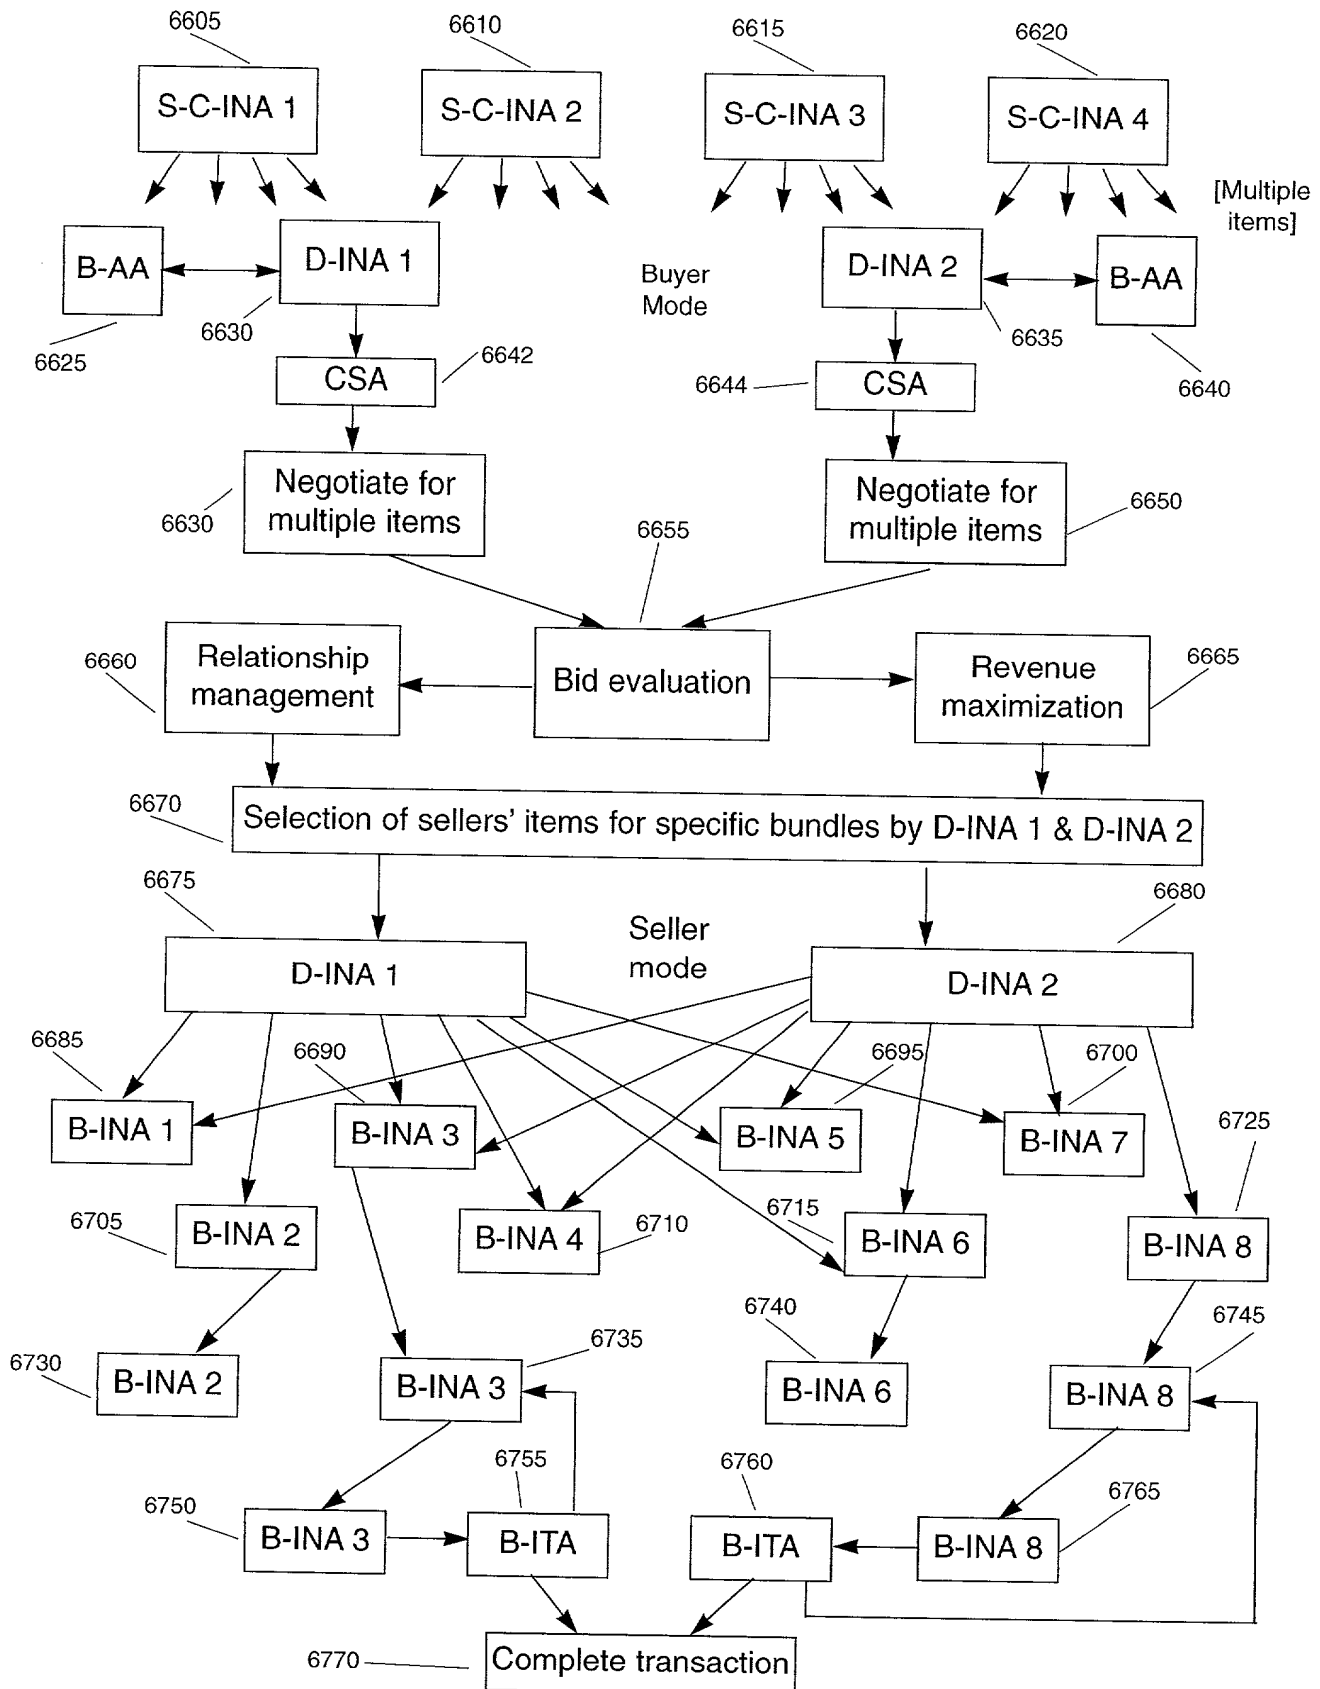 6605
6610
6615
6620
S-C-INA 1
S-C-INA 2
S-C-INA 3
S-C-INA 4
[Multiple
items]
B-AA
D-INA 1
Buyer
Mode
D-INA 2
B-AA
6625
6630
6635
6640
CSA
6642
6644
CSA
Negotiate for
multiple items
6630
Negotiate for
multiple items
6650
6655
6660
Relationship
management
Bid evaluation
Revenue
maximization
6665
6670
Selection of sellers' items for specific bundles by D-INA 1 & D-INA 2
6675
6680
D-INA 1
Seller
mode
D-INA 2
6685
6690
6695
6700
B-INA 1
B-INA 3
B-INA 5
B-INA 7
6725
6705
B-INA 2
B-INA 4
6710
6715
B-INA 6
B-INA 8
6730
B-INA 2
6735
B-INA 3
6740
B-INA 6
6745
B-INA 8
6750
B-INA 3
6755
B-ITA
6760
B-ITA
6765
B-INA 8
6770
Complete transaction